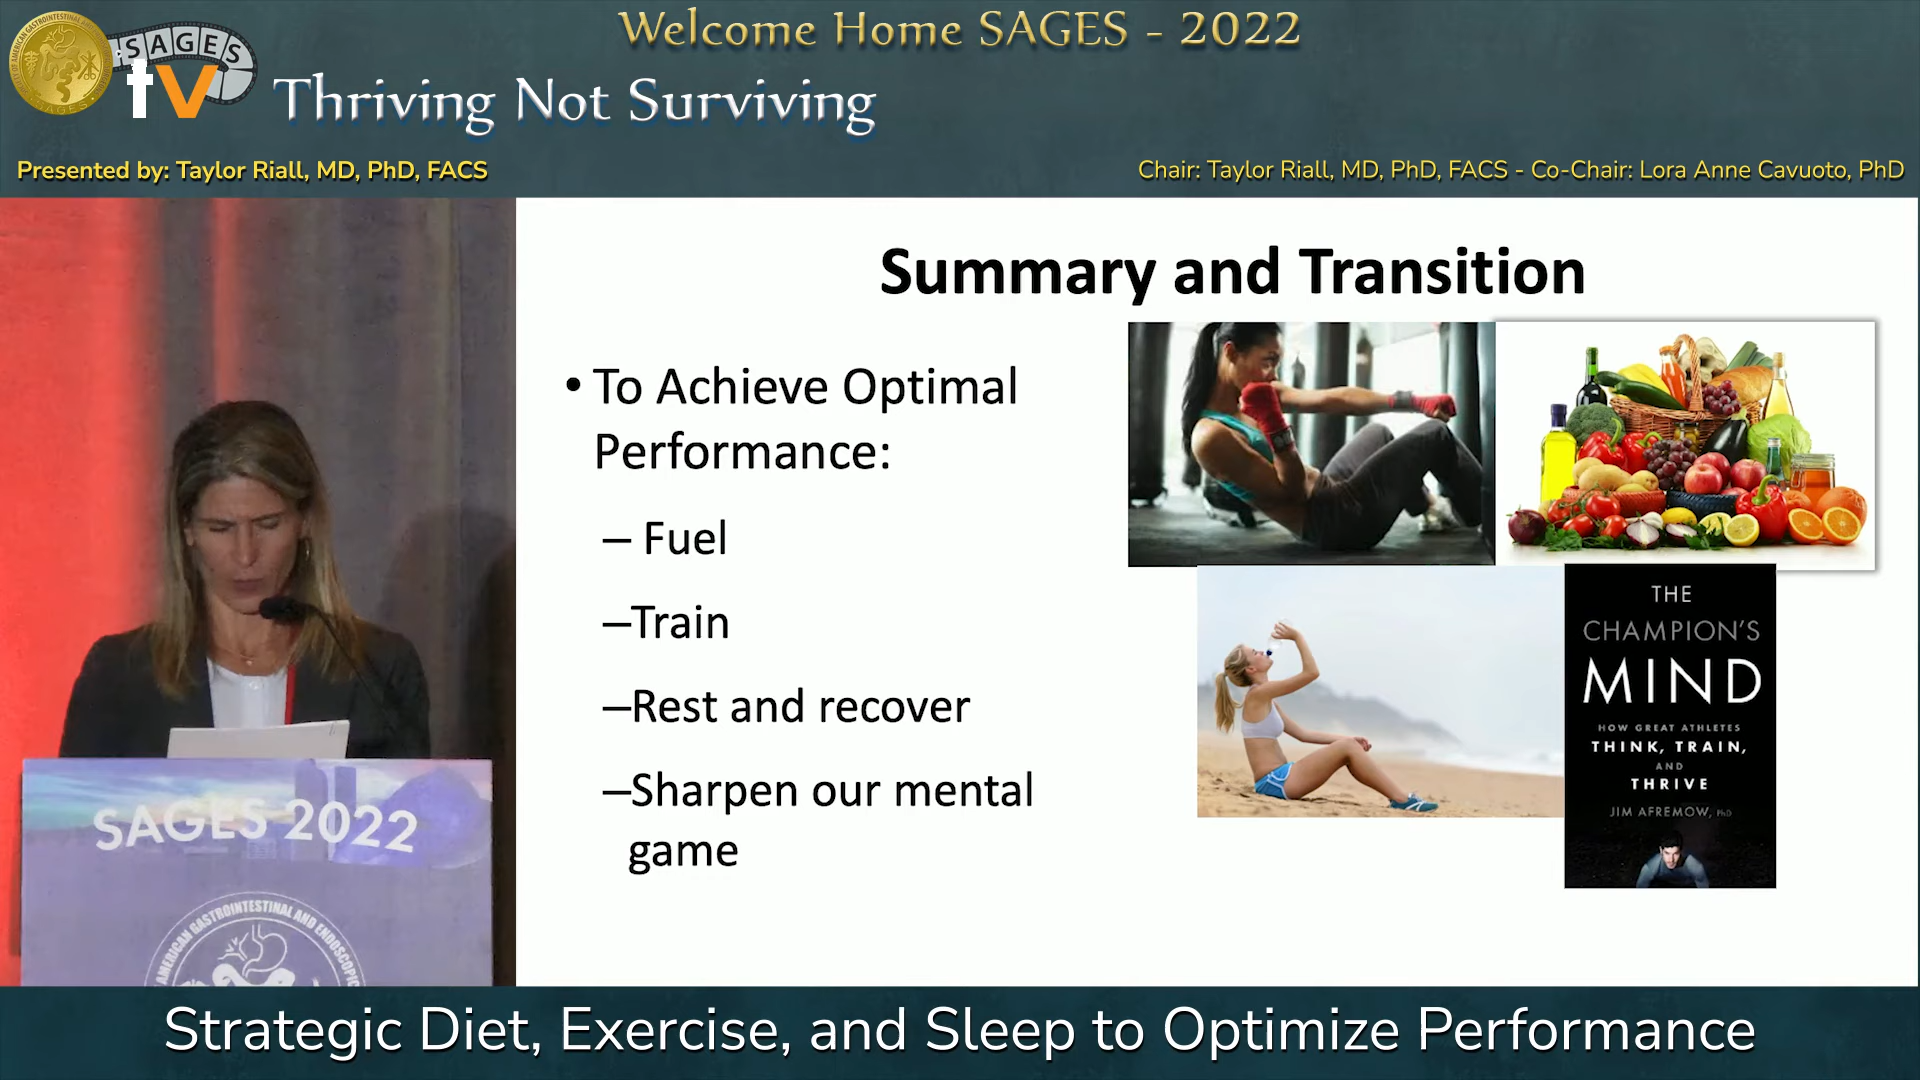 Welcome Home SAGES - 2022
SAGES
tv
Thriving Not Surviving
Presented by: Taylor Riall, MD, PhD, FACS
Chair: Taylor Riall, MD, PhD, FACS - Co-Chair: Lora Anne Cavuoto, PhD
Summary and Transition
• To Achieve Optimal
Performance:
– Fuel
–Train
–Rest and recover
–Sharpen our mental
game
THE
CHAMPION'S
MIND
HOW GREAT ATHLETES
THINK, TRAIN,
AND
THRIVE
JIM AFREMOW, PhD
SAGES 2022
AMERICAN GASTROINTESTINAL AND ENDOSCOPIC
Strategic Diet, Exercise, and Sleep to Optimize Performance